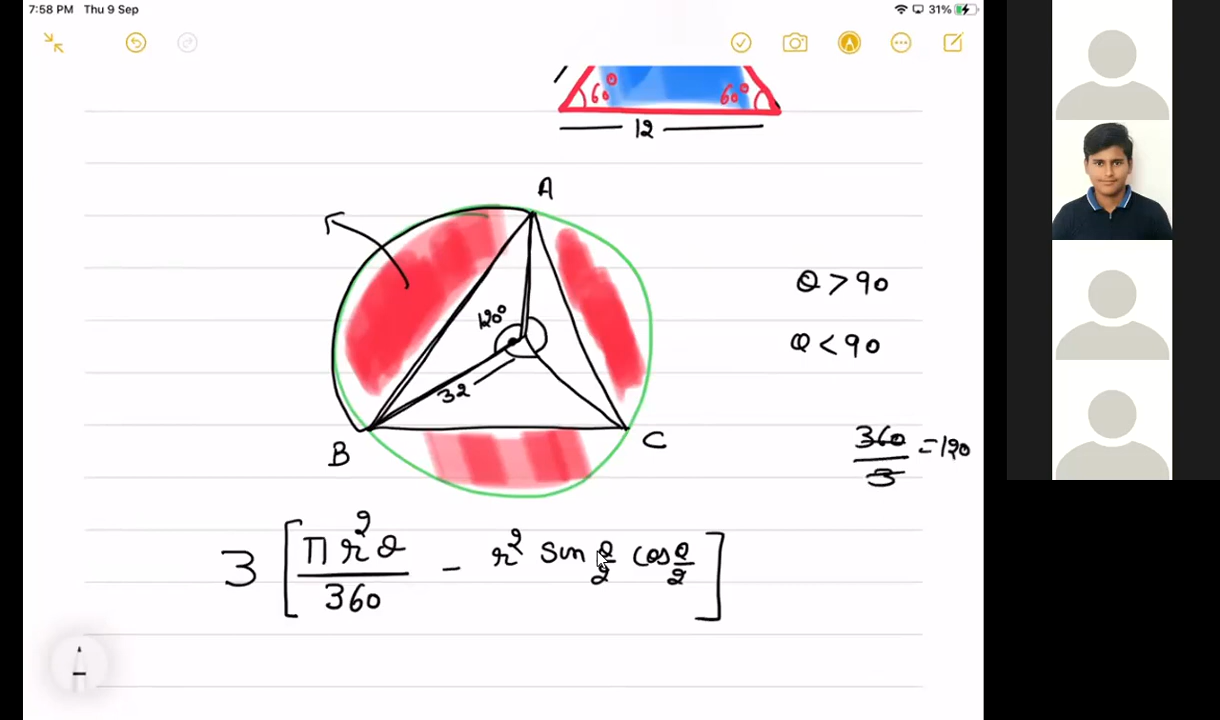 7:58 PM Thu 9 Sep
31%
60°
60°
12
A
120°
θ > 90
θ < 90
32
360/3 = 120
B
C
3 [ πr²θ/360 - r² sin θ/2 cos θ/2 ]